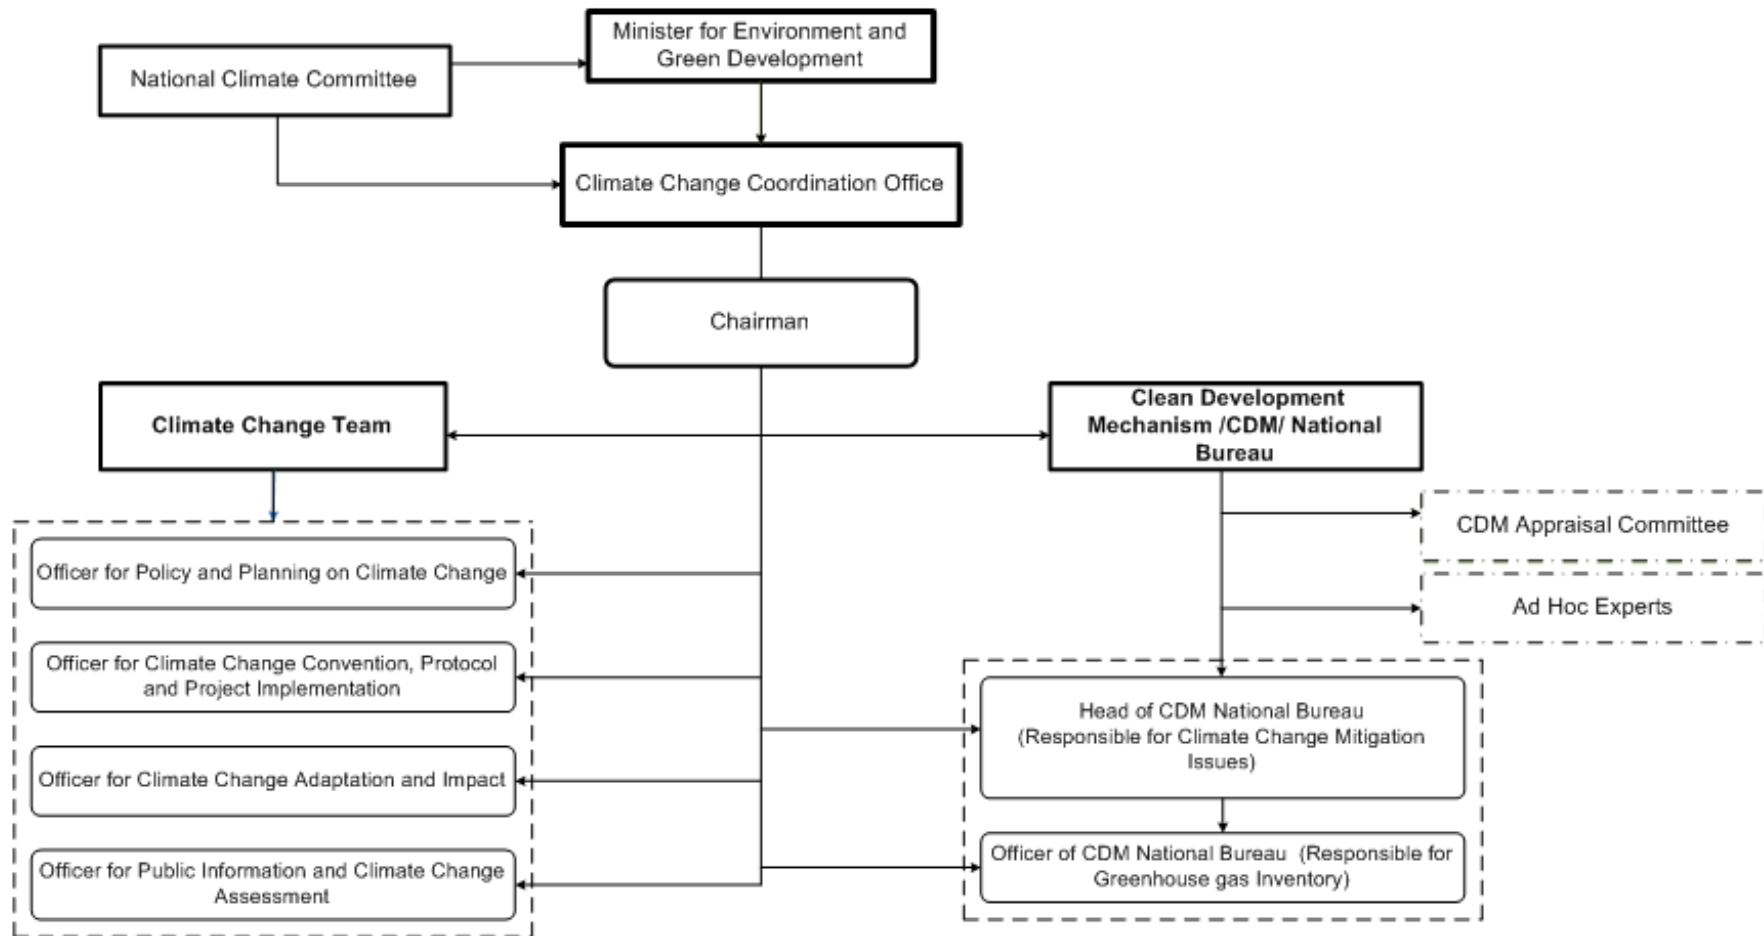 Minister for Environment and
Green Development
National Climate Committee
Climate Change Coordination Office
Chairman
Climate Change Team
Clean Development
Mechanism /CDM/ National
Bureau
CDM Appraisal Committee
Ad Hoc Experts
Officer for Policy and Planning on Climate Change
Officer for Climate Change Convention, Protocol
and Project Implementation
Officer for Climate Change Adaptation and Impact
Officer for Public Information and Climate Change
Assessment
Head of CDM National Bureau
(Responsible for Climate Change Mitigation
Issues)
Officer of CDM National Bureau (Responsible for
Greenhouse gas Inventory)